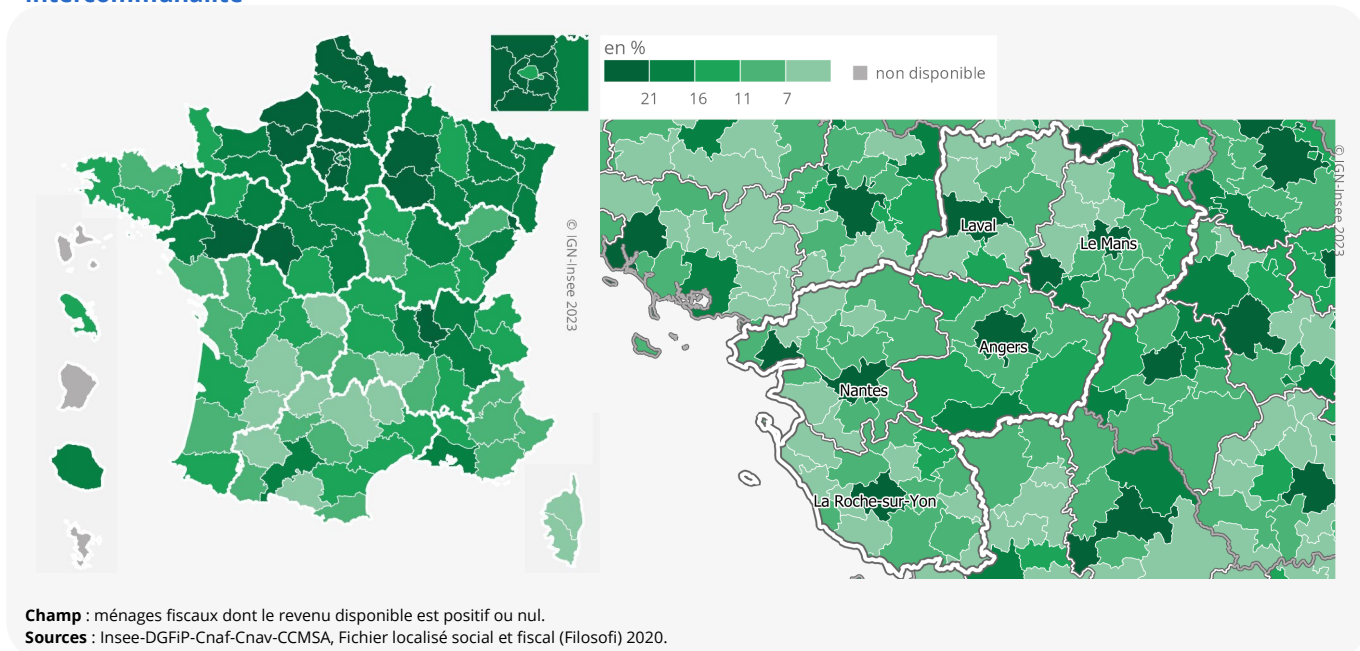 intercommunalité
en %
21 16 11 7
non disponible
© IGN-Insee 2023
© IGN-Insee 2023
Laval
Le Mans
Angers
Nantes
La Roche-sur-Yon
Champ : ménages fiscaux dont le revenu disponible est positif ou nul.
Sources : Insee-DGFiP-Cnaf-Cnav-CCMSA, Fichier localisé social et fiscal (Filosofi) 2020.